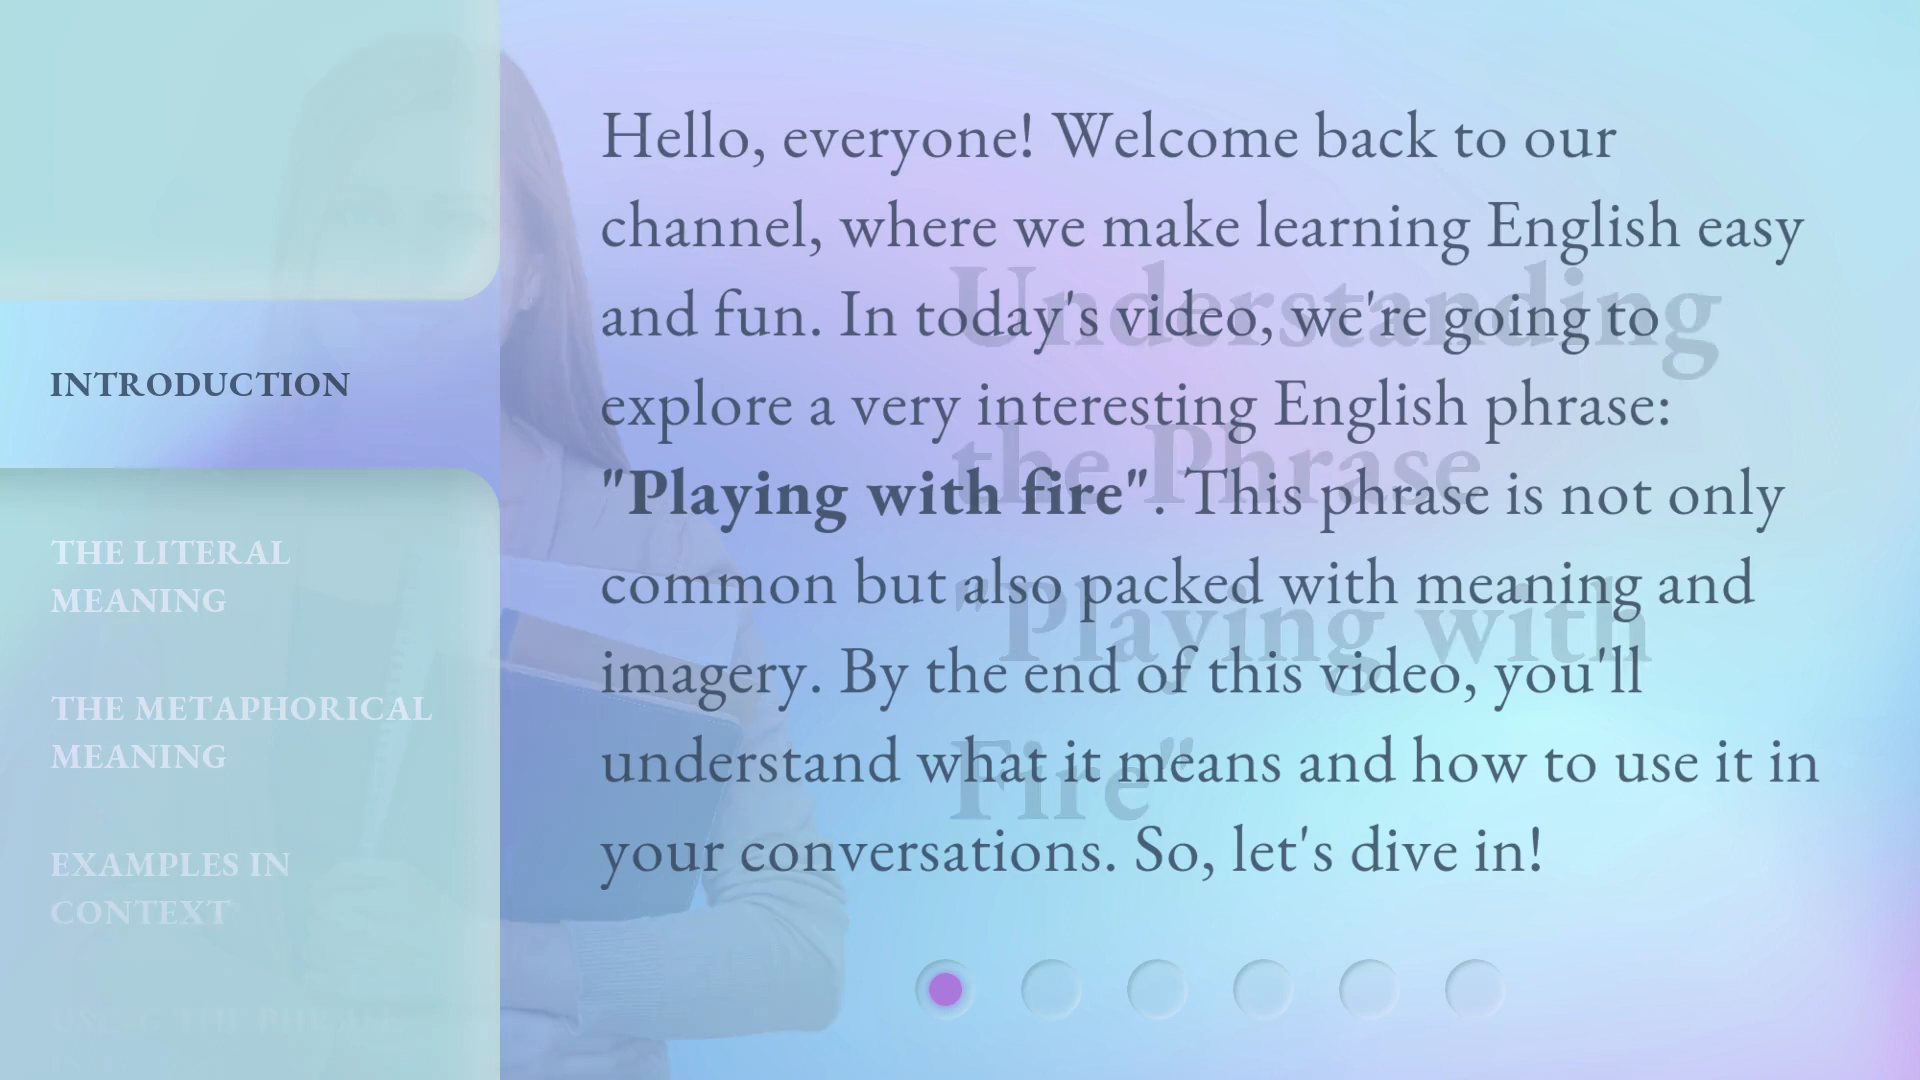 INTRODUCTION
THE LITERAL
MEANING
THE METAPHORICAL
MEANING
EXAMPLES IN
CONTEXT
USING THE PHRASE
Hello, everyone! Welcome back to our
channel, where we make learning English easy
and fun. In today's video, we're going to
explore a very interesting English phrase:
"Playing with fire". This phrase is not only
common but also packed with meaning and
imagery. By the end of this video, you'll
understand what it means and how to use it in
your conversations. So, let's dive in!
Understanding
the Phrase
"Playing with
Fire"